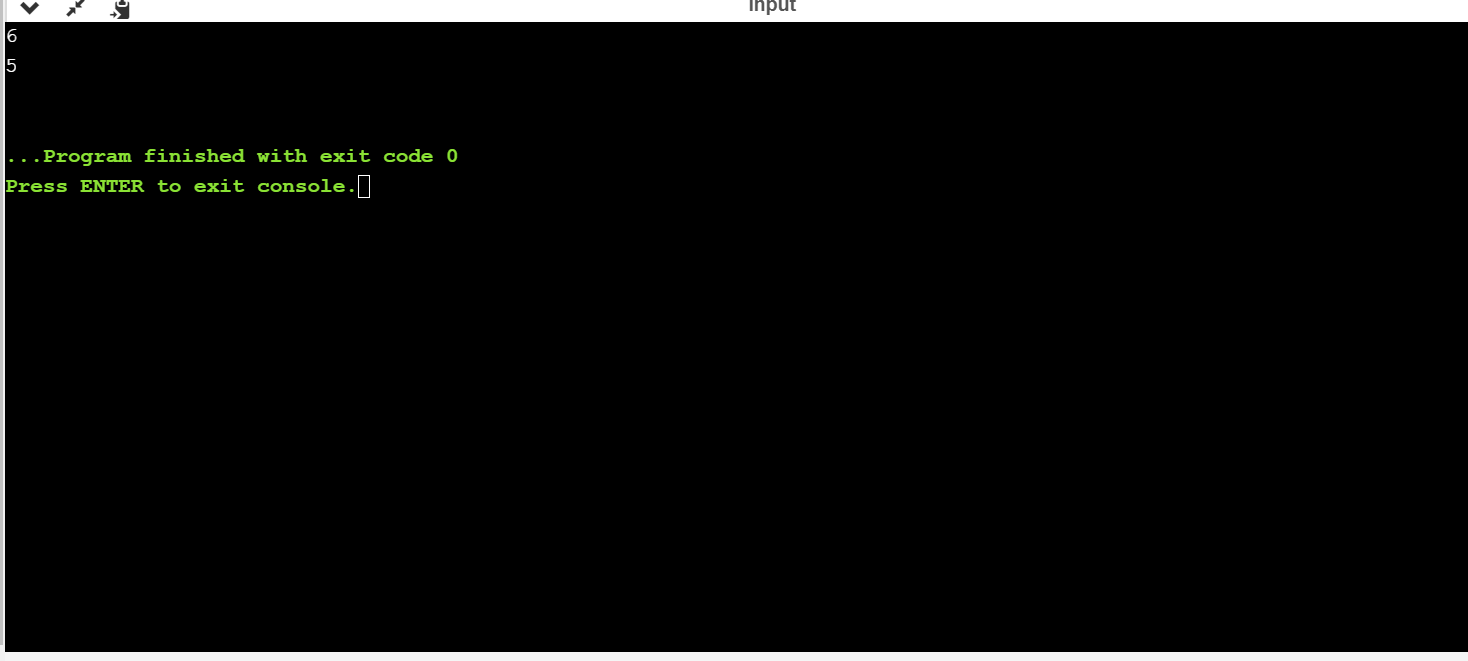 input
6
5
...Program finished with exit code 0
Press ENTER to exit console.